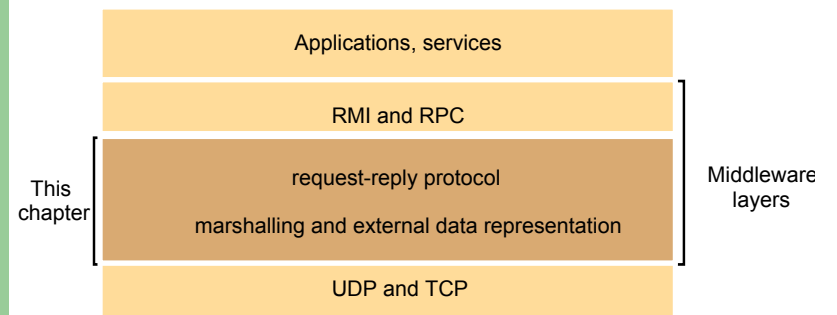 Applications, services
RMI and RPC
This
chapter
request-reply protocol
marshalling and external data representation
Middleware
layers
UDP and TCP